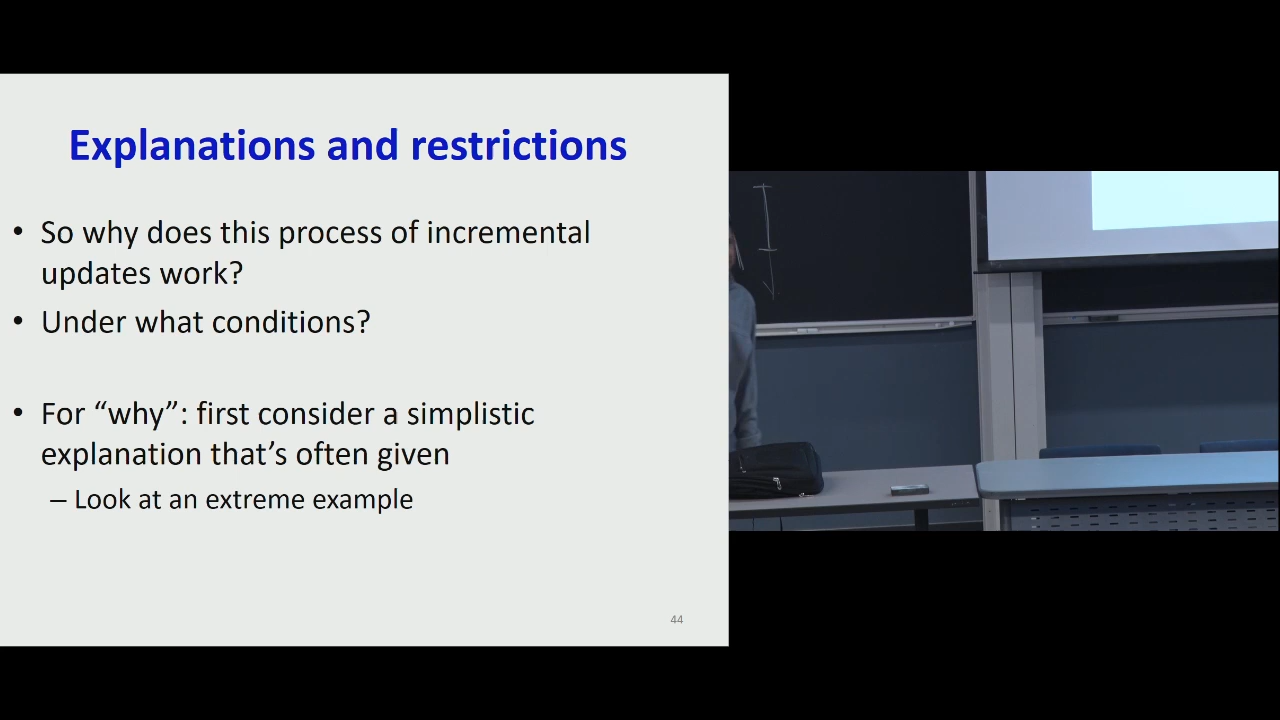 Explanations and restrictions
• So why does this process of incremental
updates work?
• Under what conditions?
• For “why”: first consider a simplistic
explanation that’s often given
– Look at an extreme example
44